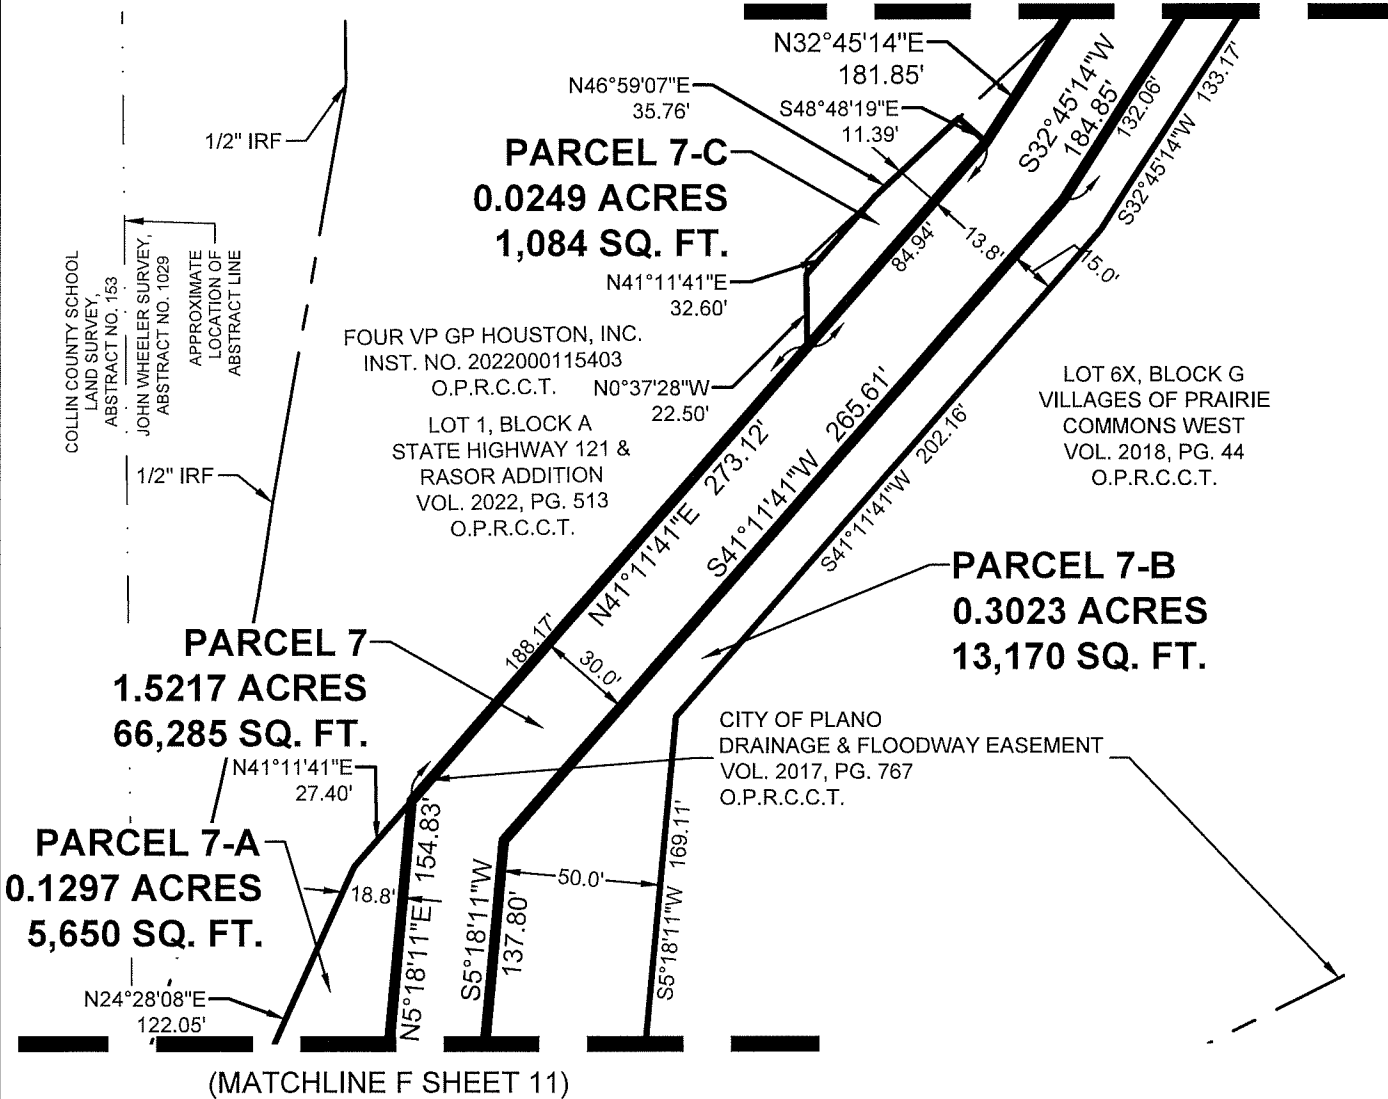 N32°45'14"E
181.85'
N46°59'07"E
35.76'
S48°48'19"E
11.39'
S32°45'14"W
184.85'
132.06'
S32°45'14"W 133.17'
1/2" IRF
PARCEL 7-C
0.0249 ACRES
1,084 SQ. FT.
84.94'
13.8'
15.0'
N41°11'41"E
32.60'
COLLIN COUNTY SCHOOL
LAND SURVEY,
ABSTRACT NO. 153
JOHN WHEELER SURVEY,
ABSTRACT NO. 1029
APPROXIMATE
LOCATION OF
ABSTRACT LINE
FOUR VP GP HOUSTON, INC.
INST. NO. 2022000115403
O.P.R.C.C.T.
N0°37'28"W
22.50'
LOT 1, BLOCK A
STATE HIGHWAY 121 &
RASOR ADDITION
VOL. 2022, PG. 513
O.P.R.C.C.T.
LOT 6X, BLOCK G
VILLAGES OF PRAIRIE
COMMONS WEST
VOL. 2018, PG. 44
O.P.R.C.C.T.
1/2" IRF
N41°11'41"E 273.12'
S41°11'41"W 265.61'
S41°11'41"W 202.16'
PARCEL 7-B
0.3023 ACRES
13,170 SQ. FT.
188.17'
30.0'
PARCEL 7
1.5217 ACRES
66,285 SQ. FT.
CITY OF PLANO
DRAINAGE & FLOODWAY EASEMENT
VOL. 2017, PG. 767
O.P.R.C.C.T.
N41°11'41"E
27.40'
PARCEL 7-A
0.1297 ACRES
5,650 SQ. FT.
18.8'
N5°18'11"E 154.83'
S5°18'11"W
137.80'
50.0'
S5°18'11"W 169.11'
N24°28'08"E
122.05'
(MATCHLINE F SHEET 11)